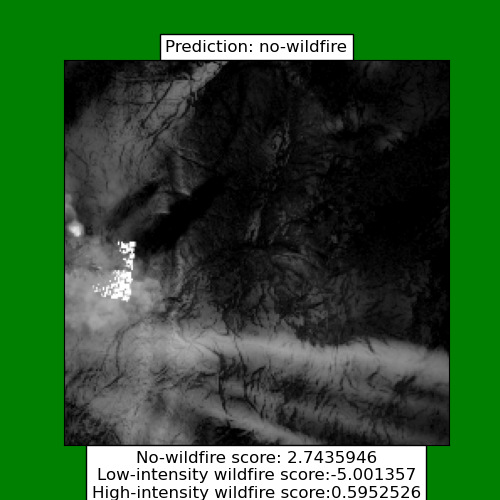 Prediction: no-wildfire
No-wildfire score: 2.7435946
Low-intensity wildfire score:-5.001357
High-intensity wildfire score:0.5952526